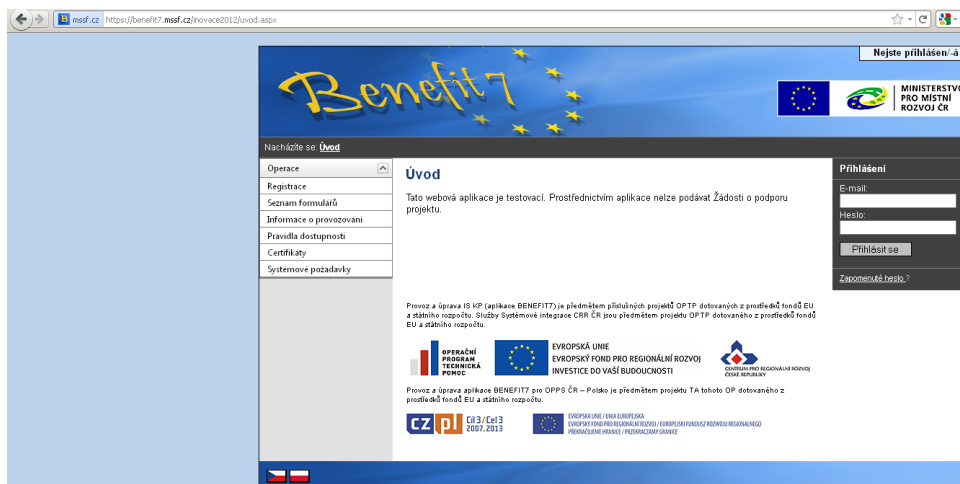 mssf.cz https://benefit7.mssf.cz/inovace2012/uvod.aspx
Nejste přihlášen/-á
Benefit7
MINISTERSTVO
PRO MÍSTNÍ
ROZVOJ ČR
Nacházíte se: Úvod
Operace
Registrace
Seznam formulářů
Informace o provozování
Pravidla dostupnosti
Certifikáty
Systémové požadavky
Úvod
Tato webová aplikace je testovací. Prostřednictvím aplikace nelze podávat Žádosti o podporu
projektu.
Přihlášení
E-mail:
Heslo:
Přihlásit se
Zapomenuté heslo ?
Provoz a úprava IS KP (aplikace BENEFIT7) je předmětem příslušných projektů OPTP dotovaných z prostředků fondů EU
a státního rozpočtu. Služby Systémové integrace CRR ČR jsou předmětem projektu OPTP dotovaného z prostředků fondů
EU a státního rozpočtu.
OPERAČNÍ
PROGRAM
TECHNICKÁ
POMOC
EVROPSKÁ UNIE
EVROPSKÝ FOND PRO REGIONÁLNÍ ROZVOJ
INVESTICE DO VAŠÍ BUDOUCNOSTI
CENTRUM PRO REGIONÁLNÍ ROZVOJ
ČESKÉ REPUBLIKY
Provoz a úprava aplikace BENEFIT7 pro OPPS ČR – Polsko je předmětem projektu TA tohoto OP dotovaného z
prostředků fondů EU a státního rozpočtu.
CZ pl Cíl 3/Cel 3
2007.2013
EVROPSKÁ UNIE / UNIA EUROPEJSKA
EVROPSKÝ FOND PRO REGIONÁLNÍ ROZVOJ / EUROPEJSKI FUNDUSZ ROZWOJU REGIONALNEGO
PŘEKRAČUJEME HRANICE / PRZEKRACZAMY GRANICE